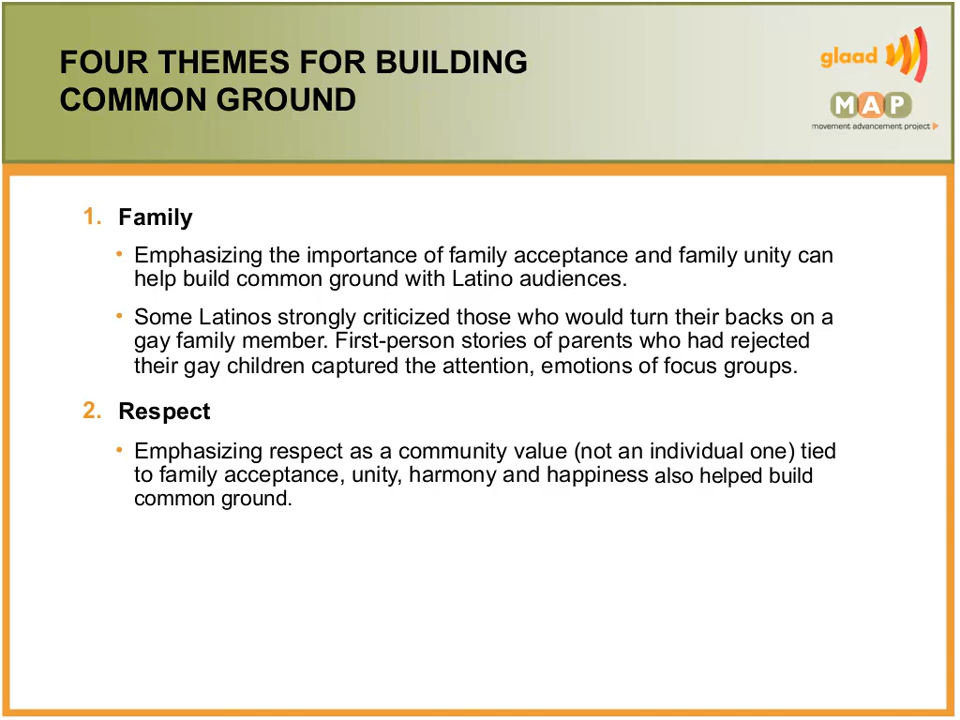 FOUR THEMES FOR BUILDING
COMMON GROUND
glaad
MAP
movement advancement project
1. Family
• Emphasizing the importance of family acceptance and family unity can
help build common ground with Latino audiences.
• Some Latinos strongly criticized those who would turn their backs on a
gay family member. First-person stories of parents who had rejected
their gay children captured the attention, emotions of focus groups.
2. Respect
• Emphasizing respect as a community value (not an individual one) tied
to family acceptance, unity, harmony and happiness also helped build
common ground.